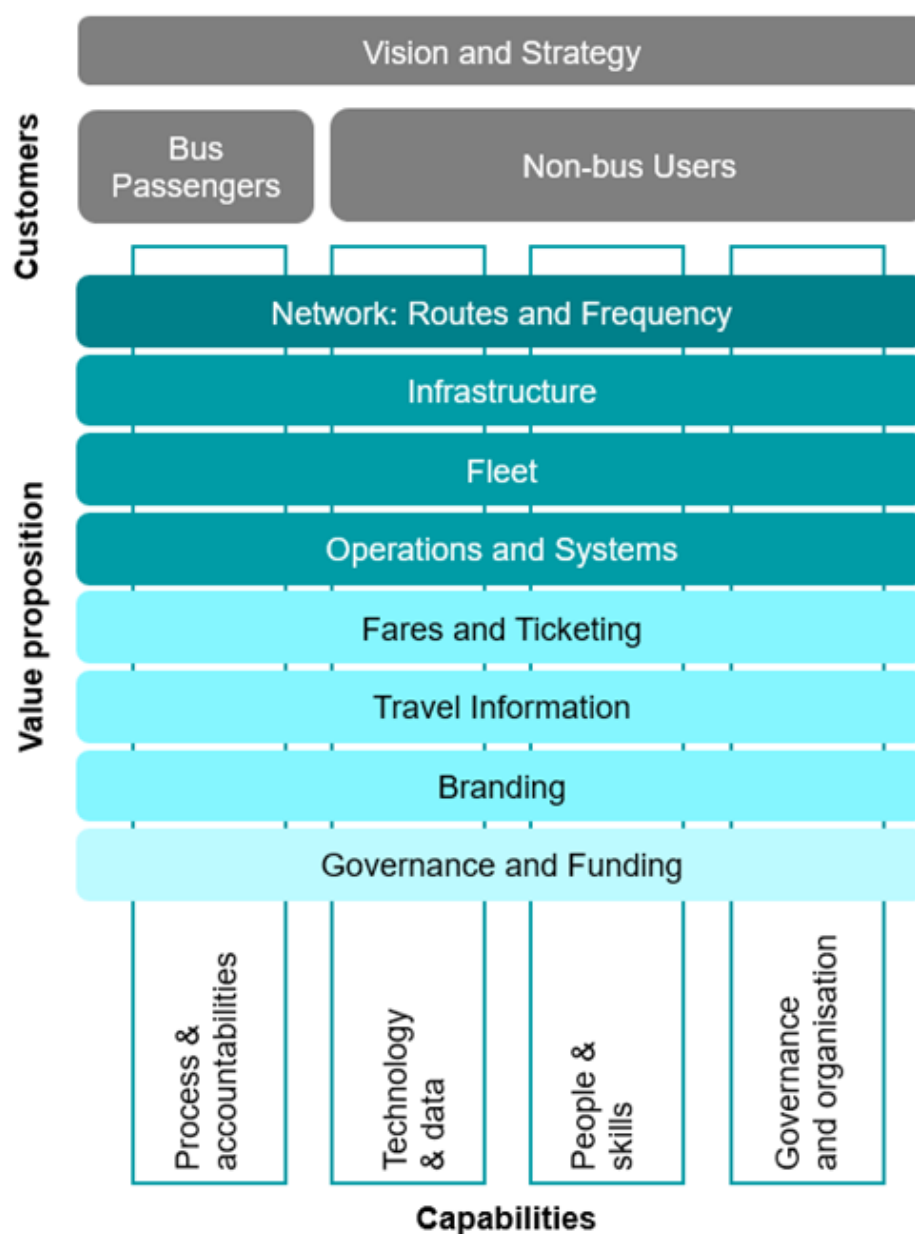 Vision and Strategy
Customers
Bus
Passengers
Non-bus Users
Value proposition
Network: Routes and Frequency
Infrastructure
Fleet
Operations and Systems
Fares and Ticketing
Travel Information
Branding
Governance and Funding
Process &
accountabilities
Technology
& data
People &
skills
Governance
and organisation
Capabilities